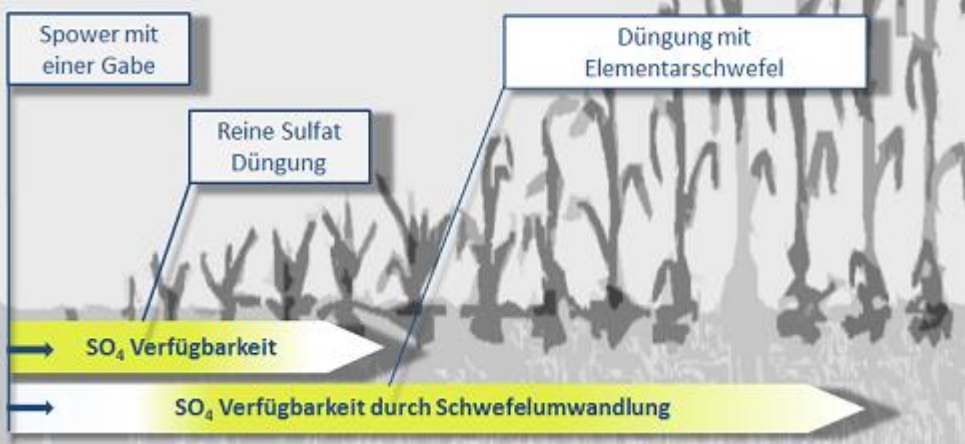 Spower mit
einer Gabe
Düngung mit
Elementarschwefel
Reine Sulfat
Düngung
SO₄ Verfügbarkeit
SO₄ Verfügbarkeit durch Schwefelumwandlung